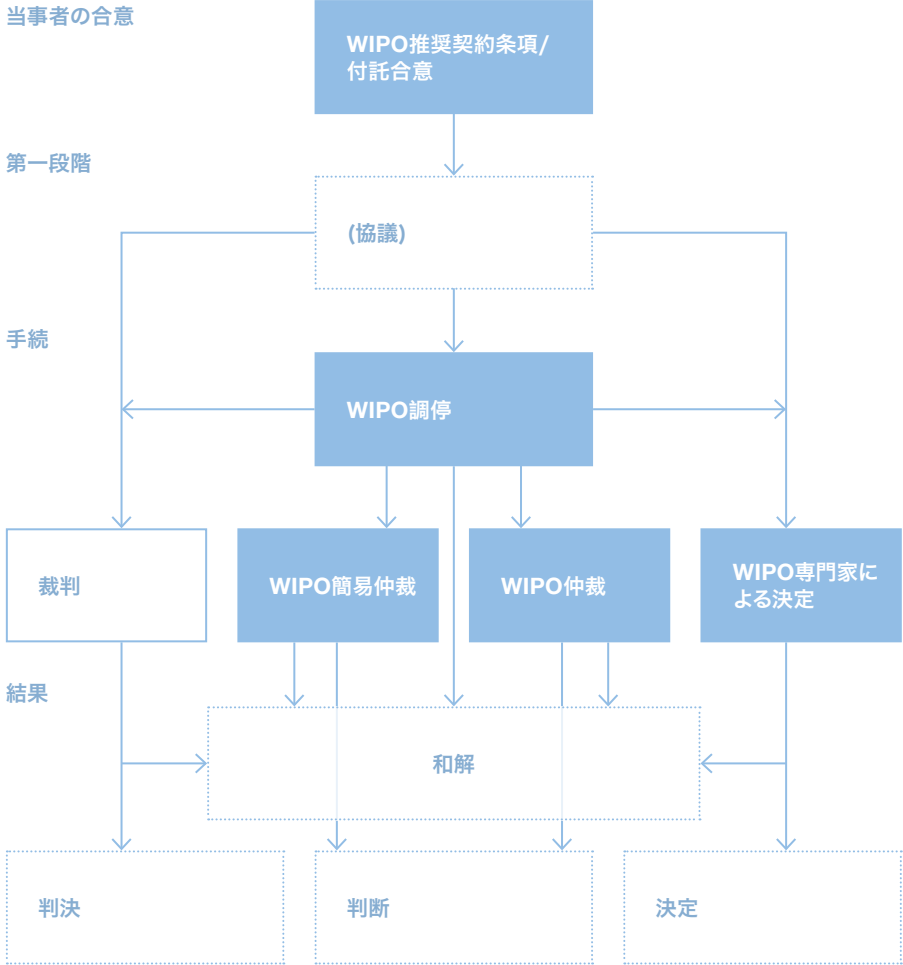 当事者の合意
WIPO推奨契約条項/
付託合意
第一段階
(協議)
手続
WIPO調停
裁判
WIPO簡易仲裁
WIPO仲裁
WIPO専門家に
よる決定
結果
和解
判決
判断
決定